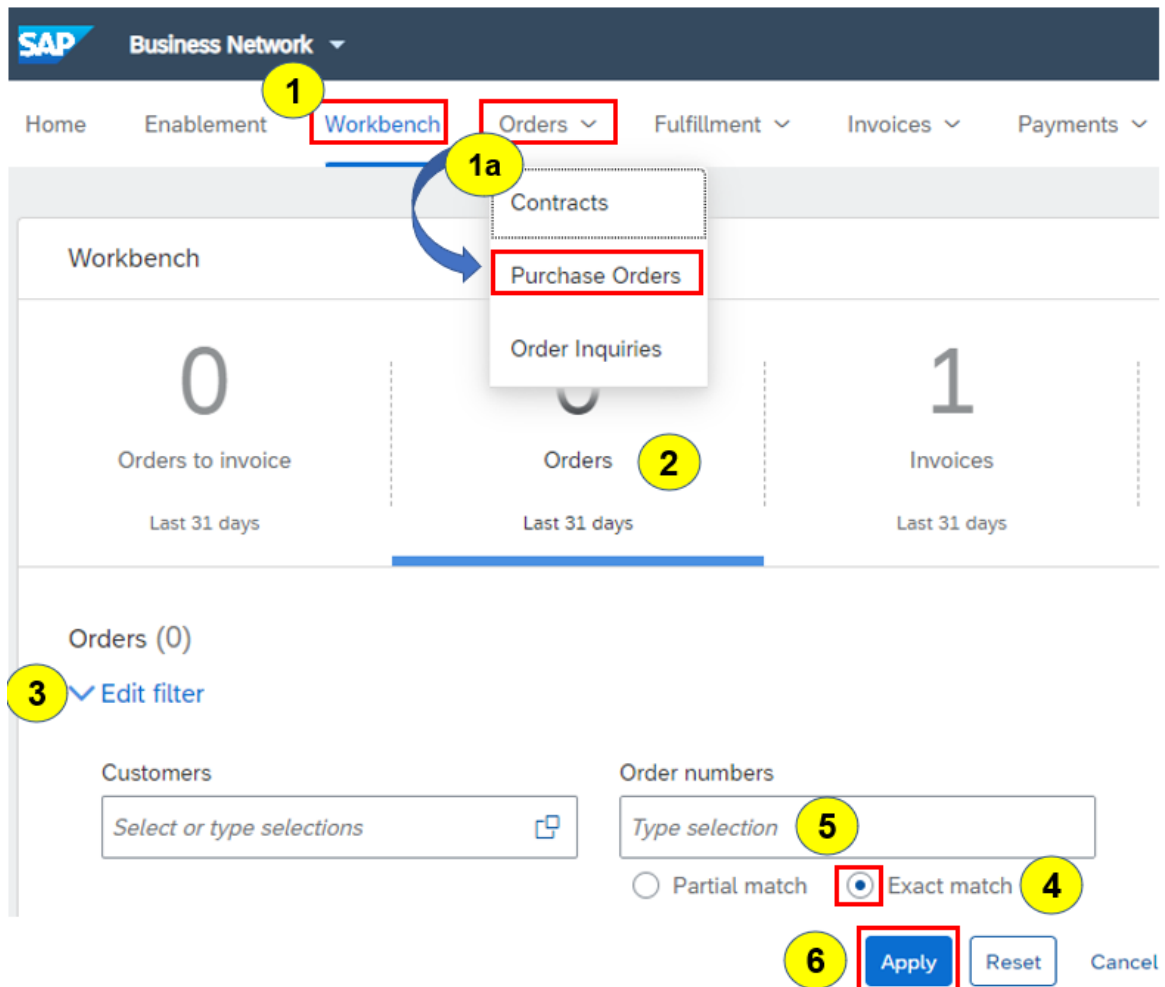 SAP Business Network
1
Home Enablement Workbench Orders Fulfillment Invoices Payments
1a
Contracts
Workbench
Purchase Orders
Order Inquiries
0 1
Orders to invoice Orders 2 Invoices
Last 31 days Last 31 days Last 31 days
Orders (0)
3 Edit filter
Customers Order numbers
Select or type selections Type selection 5
Partial match Exact match 4
6 Apply Reset Cancel